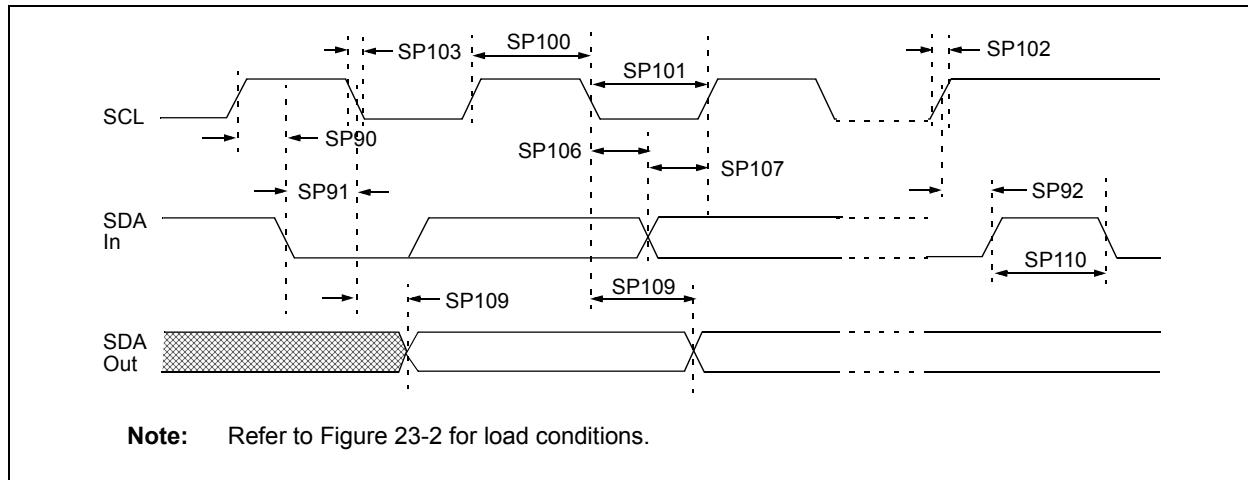 SP103
SP100
SP102
SP101
SCL
SP90
SP106
SP107
SP91
SP92
SDA
In
SP110
SP109
SP109
SDA
Out
Note: Refer to Figure 23-2 for load conditions.